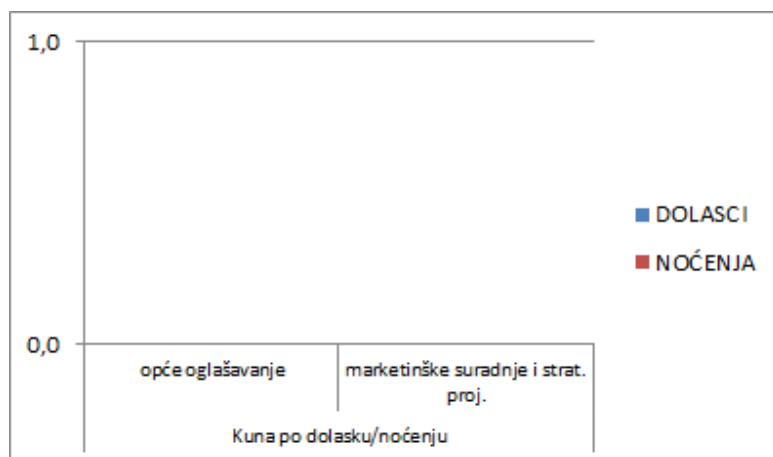 1,0
DOLASCI
NOĆENJA
0,0
opće oglašavanje
marketinške suradnje i strat.
proj.
Kuna po dolasku/noćenju